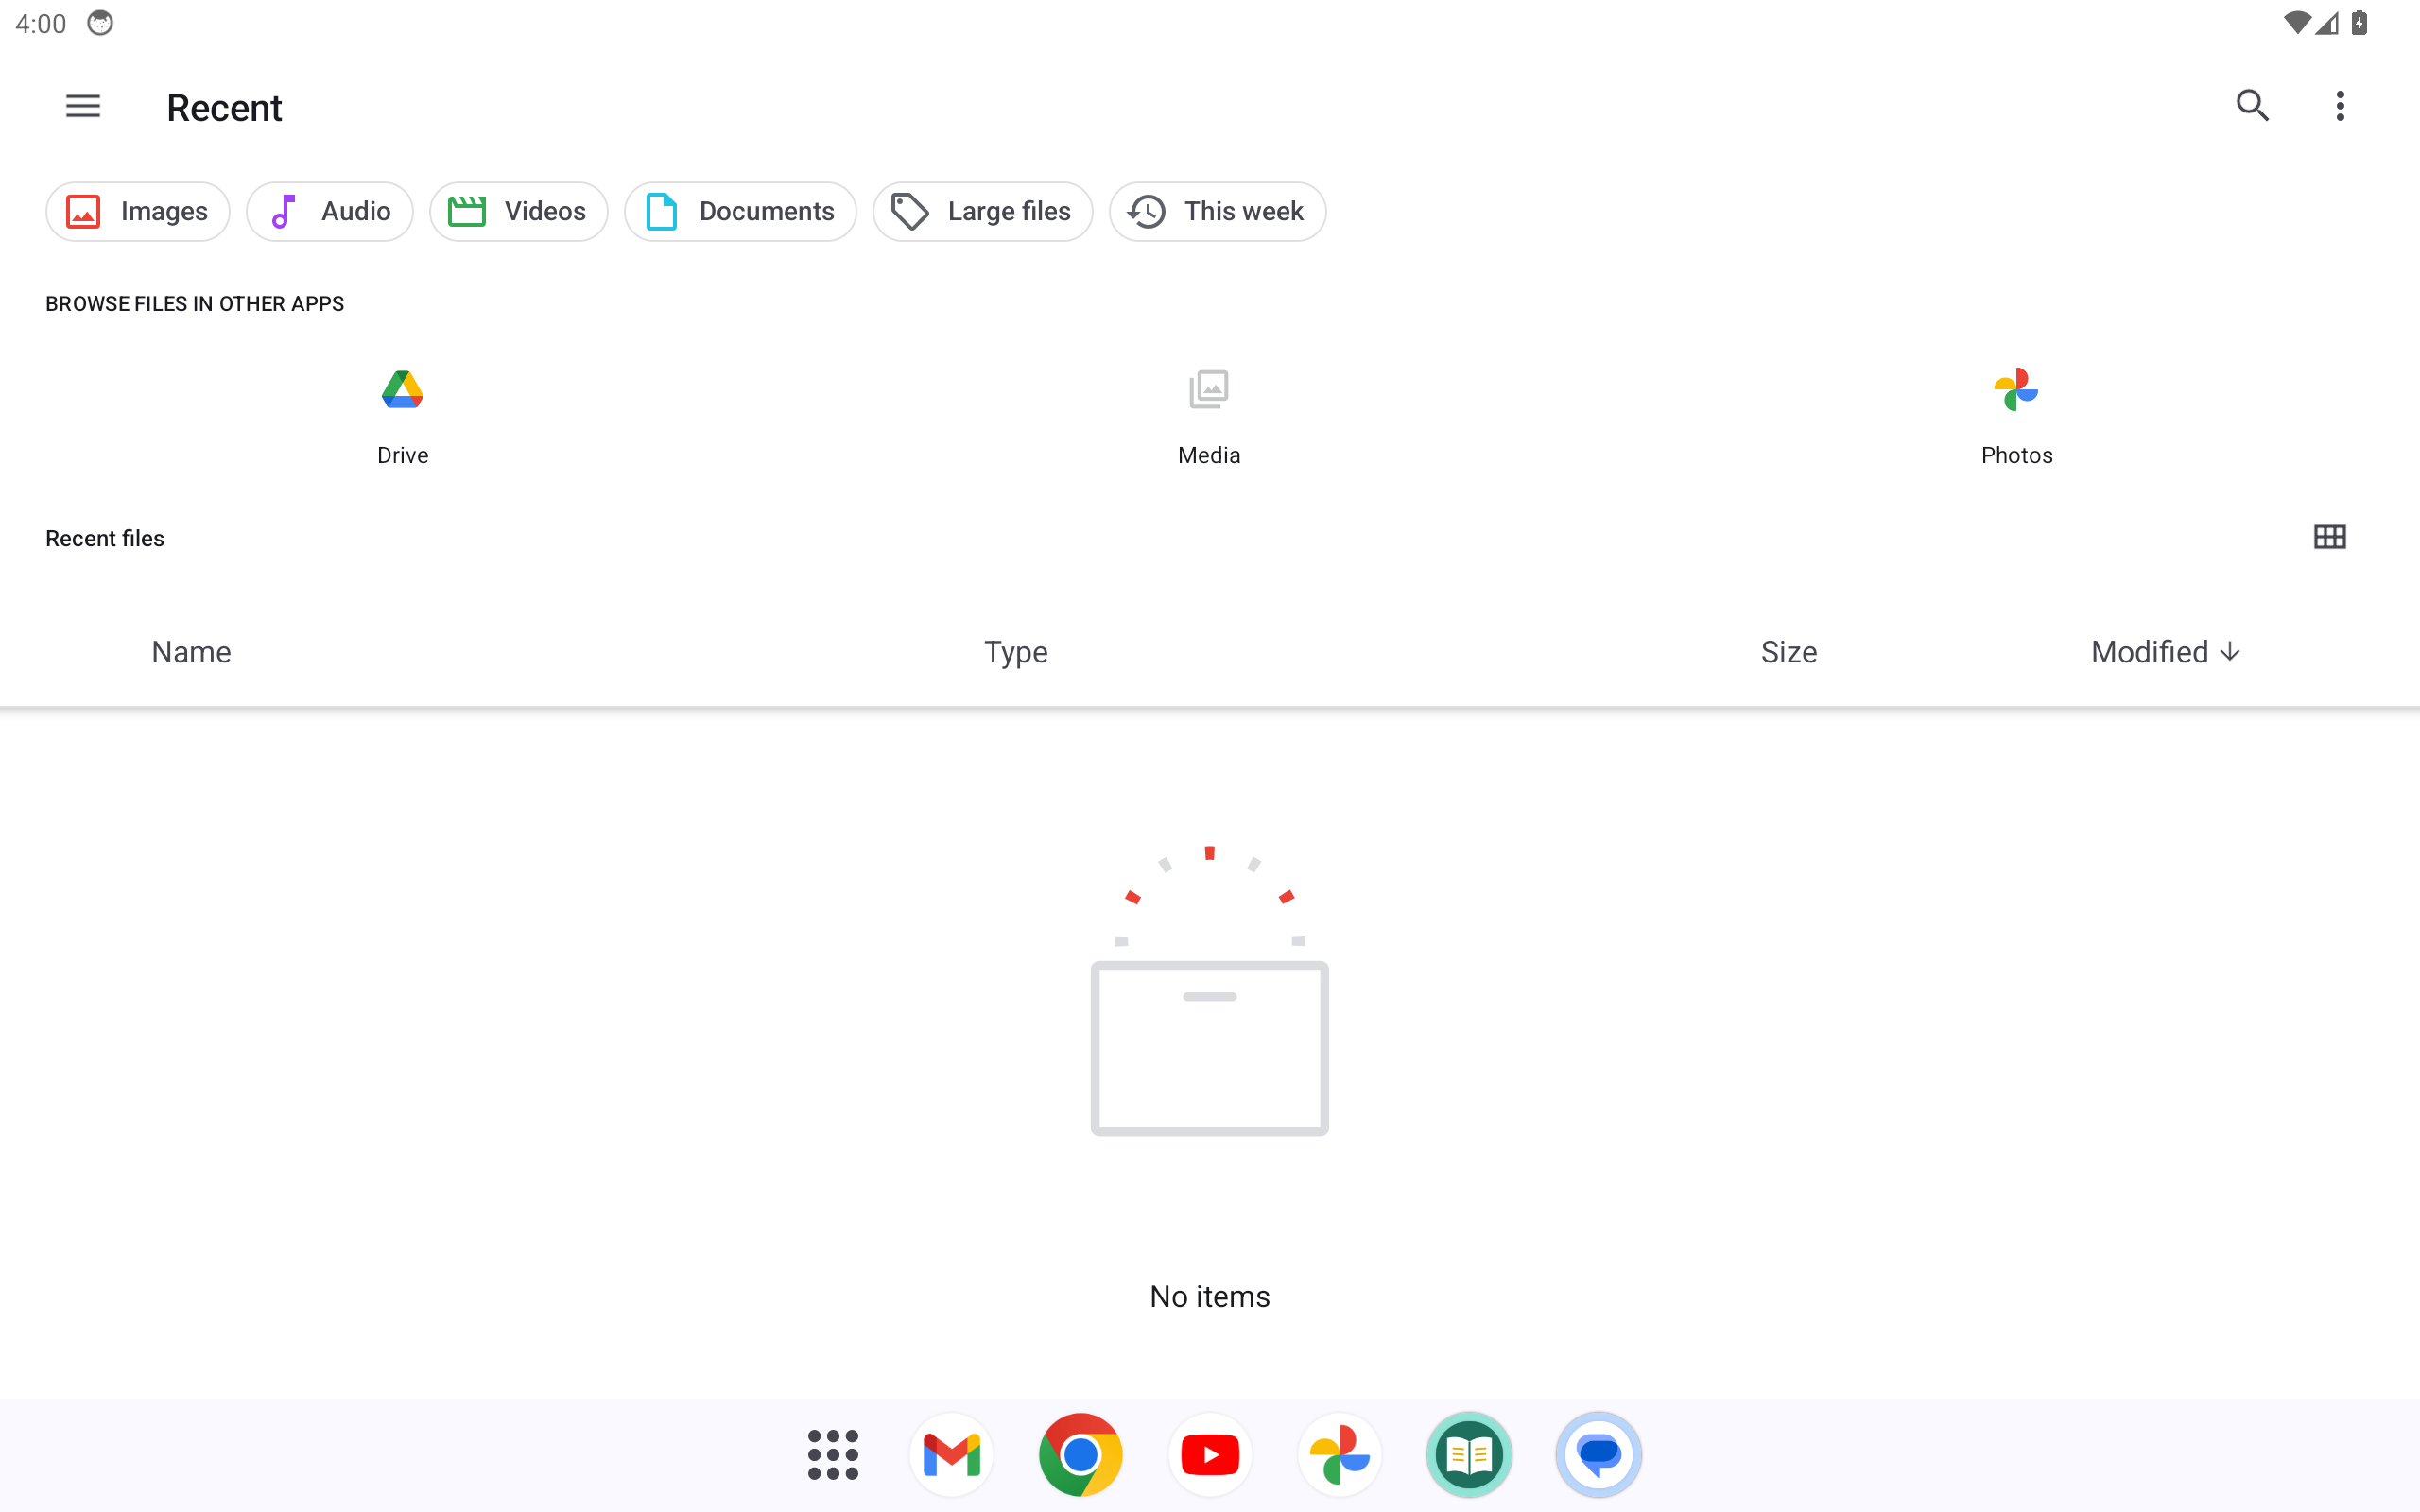 4:00
Recent
Images Audio Videos Documents Large files This week
BROWSE FILES IN OTHER APPS
Drive Media Photos
Recent files
Name Type Size Modified
No items